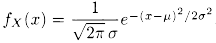 f_X(x) = \frac{1}{\sqrt{2\pi}\,\sigma} e^{-(x-\mu)^2/2\sigma^2}